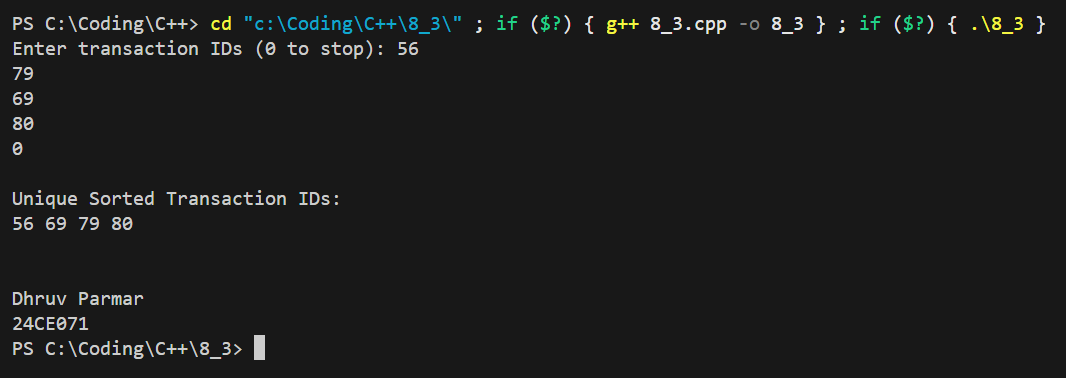 PS C:\Coding\C++> cd "c:\Coding\C++\8_3\" ; if ($?) { g++ 8_3.cpp -o 8_3 } ; if ($?) { .\8_3 }
Enter transaction IDs (0 to stop): 56
79
69
80
0
Unique Sorted Transaction IDs:
56 69 79 80
Dhruv Parmar
24CE071
PS C:\Coding\C++\8_3>